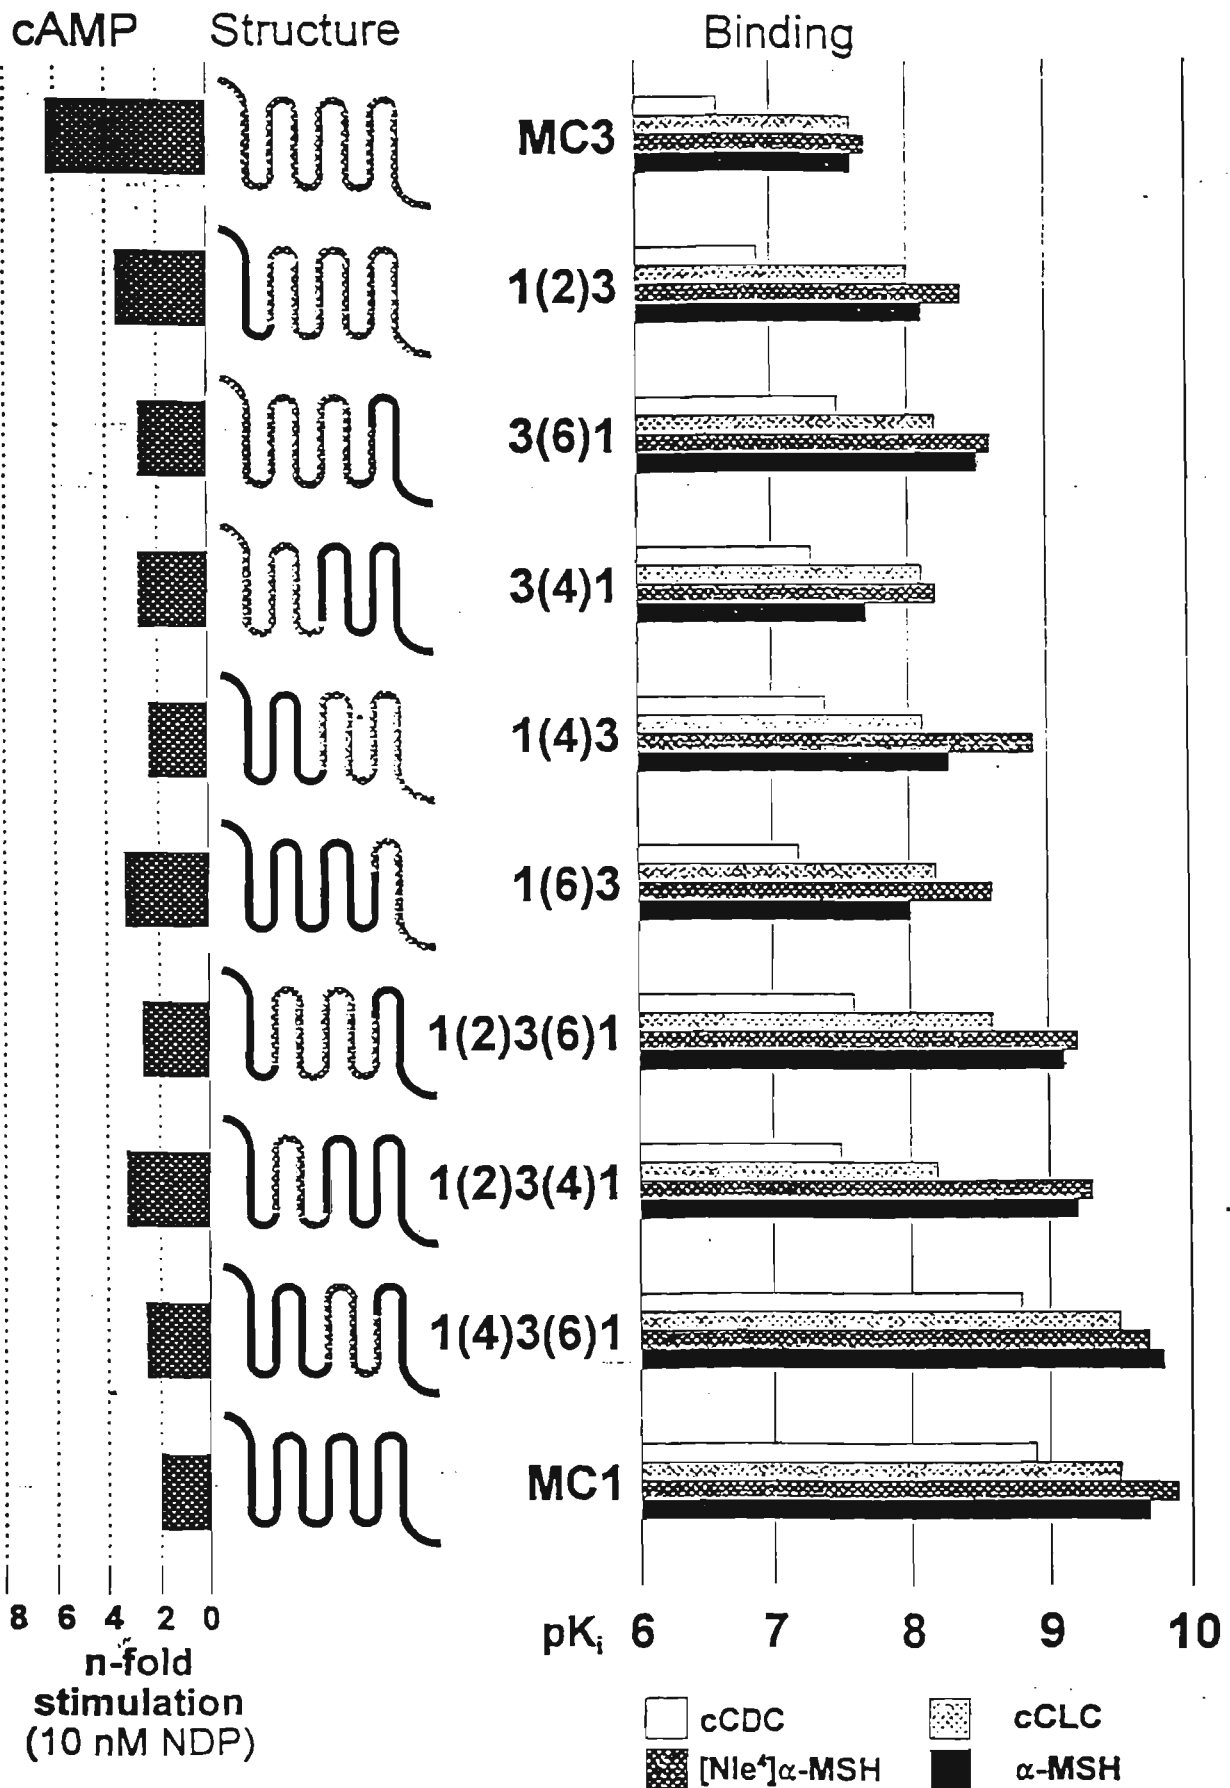 cAMP Structure Binding
MC3
1(2)3
3(6)1
3(4)1
1(4)3
1(6)3
1(2)3(6)1
1(2)3(4)1
1(4)3(6)1
MC1
8 6 4 2 0
n-fold
stimulation
(10 nM NDP)
pKi 6 7 8 9 10
cCDC cCLC
[Nle⁴]α-MSH α-MSH